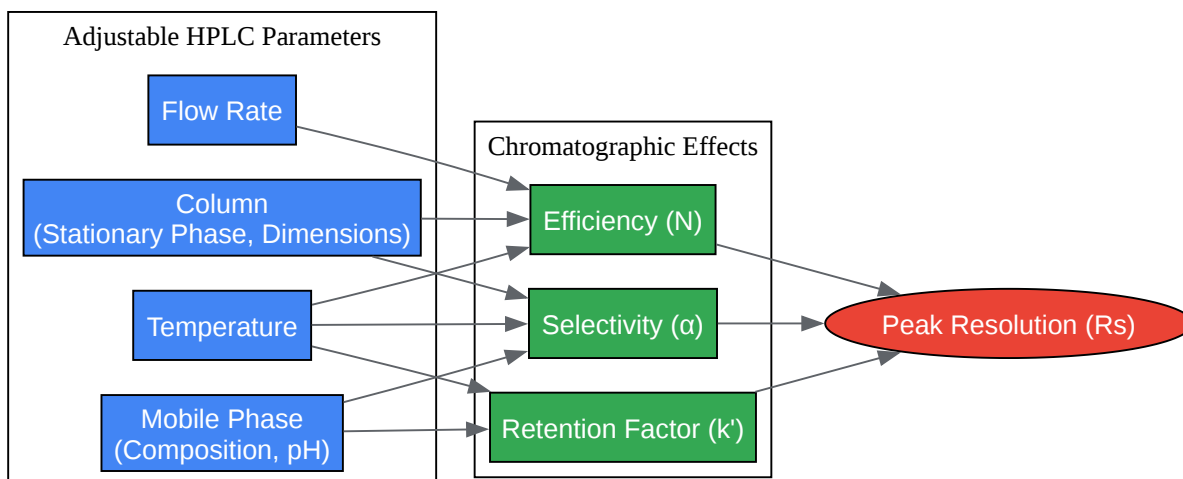 Adjustable HPLC Parameters
Flow Rate
Column
(Stationary Phase, Dimensions)
Temperature
Mobile Phase
(Composition, pH)
Chromatographic Effects
Efficiency (N)
Selectivity (α)
Retention Factor (k')
Peak Resolution (Rs)